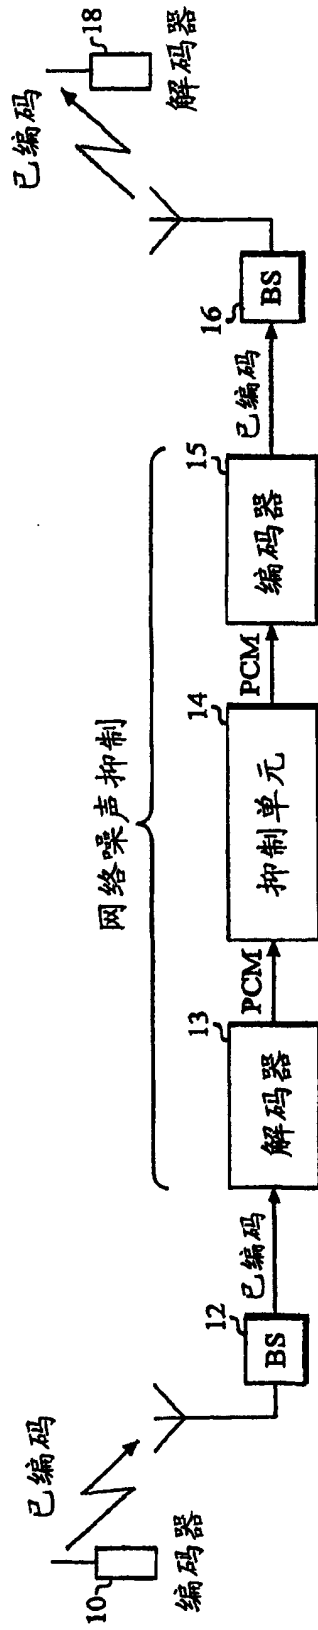 已编码
10
编码器
12
BS
已编码
网络噪声抑制
13
解码器
PCM
14
抑制单元
PCM
15
编码器
已编码
16
BS
已编码
18
解码器